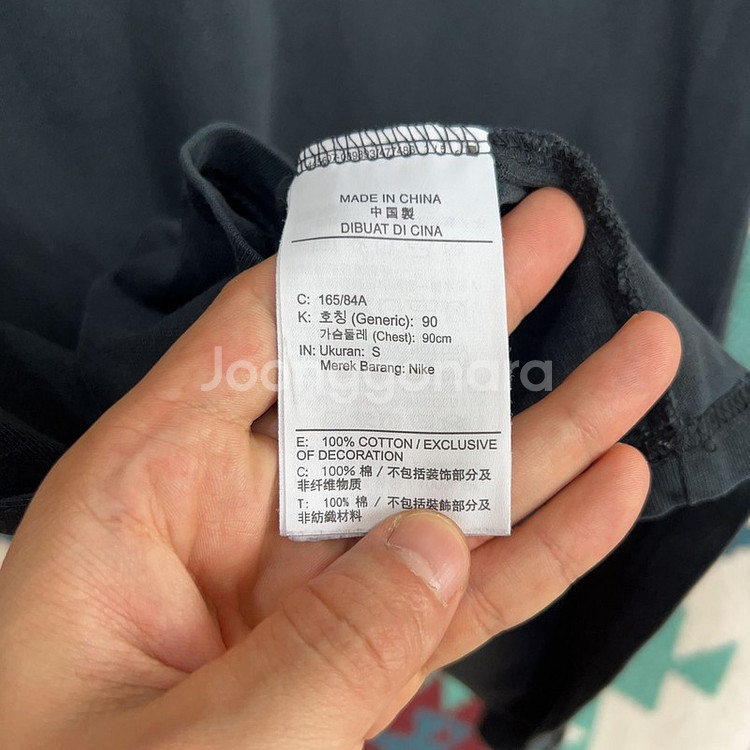 MADE IN CHINA
中国製
DIBUAT DI CINA
C: 165/84A
K: 호칭 (Generic): 90
가슴둘레 (Chest): 90cm
IN: Ukuran: S
Merek Barang: Nike
Joonggonara
E: 100% COTTON / EXCLUSIVE
OF DECORATION
C: 100% 棉 / 不包括装饰部分及
非纤维物质
T: 100% 棉 / 不包括裝飾部分及
非紡織材料